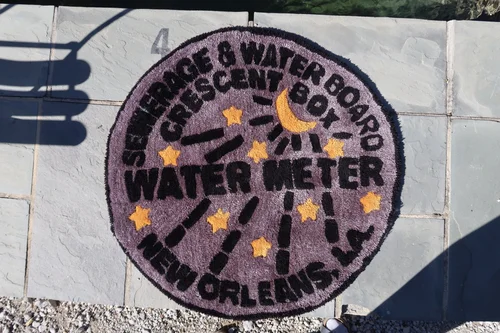 4
SEWERAGE & WATER BOARD
CRESCENT BOX
WATER METER
NEW ORLEANS, LA.